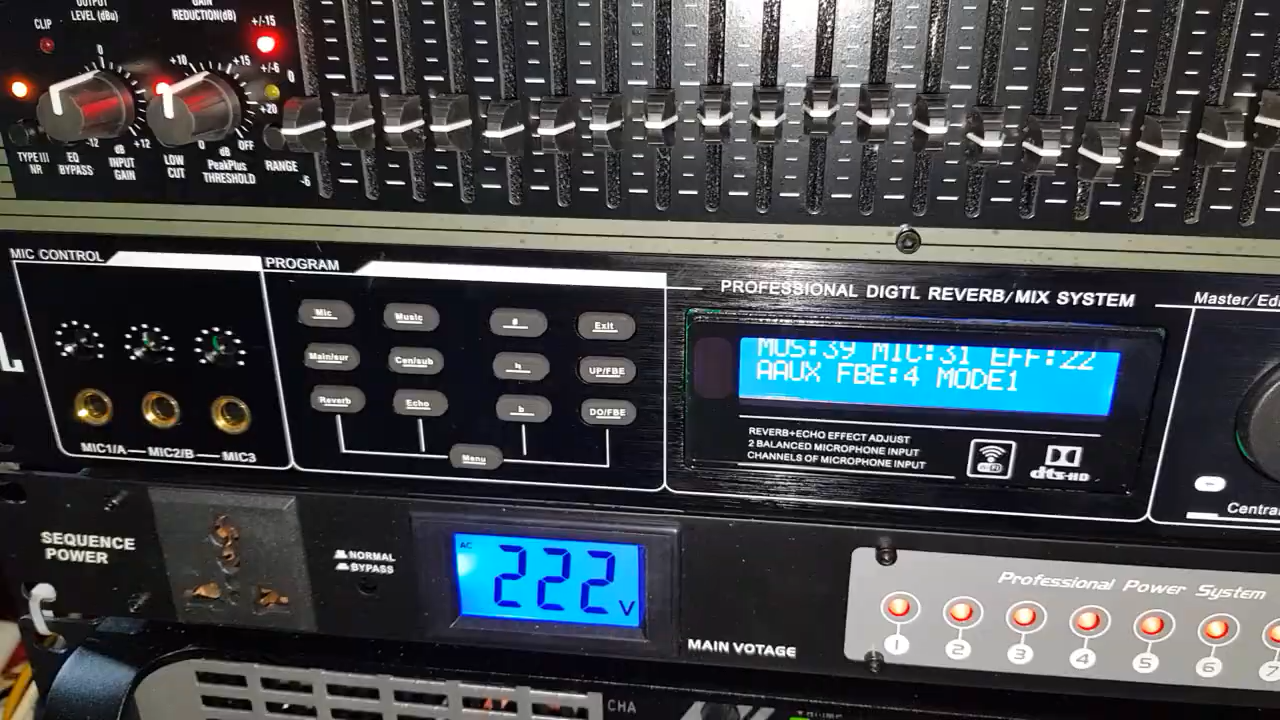 OUTPUT
LEVEL (dBu)
GAIN
REDUCTION(dB)
CLIP
0
+10
+15
+/-15
+/-6
0
+20
TYPE III
NR
EQ
BYPASS
-12
dB
+12
INPUT
GAIN
LOW
CUT
0
dB
OFF
PeakPlus
THRESHOLD
RANGE
-6
MIC CONTROL
PROGRAM
PROFESSIONAL DIGTL REVERB/MIX SYSTEM
Mic
Music
#
Exit
Main/sur
Cen/sub
♮
UP/FBE
Reverb
Echo
b
DO/FBE
Menu
MIC1/A
MIC2/B
MIC3
MUS:39 MIC:31 EFF:22
AAUX FBE:4 MODE1
REVERB+ECHO EFFECT ADJUST
2 BALANCED MICROPHONE INPUT
CHANNELS OF MICROPHONE INPUT
dts-HD
SEQUENCE
POWER
NORMAL
BYPASS
AC
222 V
MAIN VOTAGE
Professional Power System
1 2 3 4 5 6 7
CHA